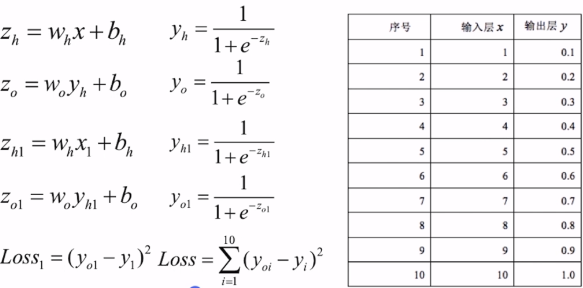 z_h = w_h x + b_h    y_h = \frac{1}{1+e^{-z_h}}
z_o = w_o y_h + b_o    y_o = \frac{1}{1+e^{-z_o}}
z_{h1} = w_h x_1 + b_h    y_{h1} = \frac{1}{1+e^{-z_{h1}}}
z_{o1} = w_o y_{h1} + b_o    y_{o1} = \frac{1}{1+e^{-z_{o1}}}
Loss_1 = (y_{o1} - y_1)^2  Loss = \sum_{i=1}^{10} (y_{oi} - y_i)^2
序号 输入层 x 输出层 y
1 1 0.1
2 2 0.2
3 3 0.3
4 4 0.4
5 5 0.5
6 6 0.6
7 7 0.7
8 8 0.8
9 9 0.9
10 10 1.0